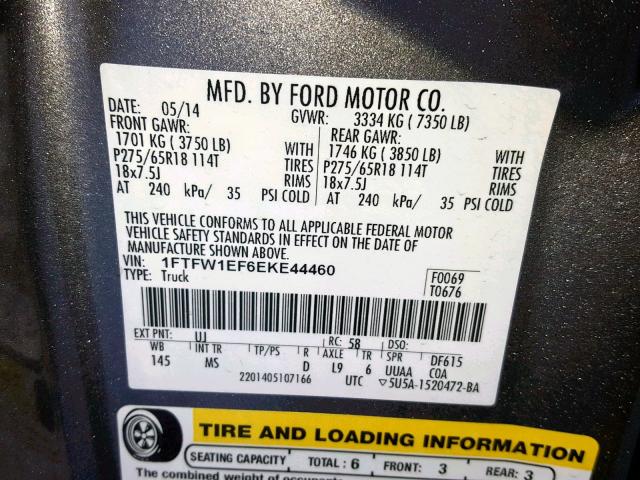 MFD. BY FORD MOTOR CO.
DATE: 05/14 GVWR: 3334 KG ( 7350 LB)
FRONT GAWR: REAR GAWR:
1701 KG ( 3750 LB) WITH 1746 KG ( 3850 LB) WITH
P275/65R18 114T TIRES P275/65R18 114T TIRES
18x7.5J RIMS 18x7.5J RIMS
AT 240 kPa/ 35 PSI COLD AT 240 kPa/ 35 PSI COLD
THIS VEHICLE CONFORMS TO ALL APPLICABLE FEDERAL MOTOR
VEHICLE SAFETY STANDARDS IN EFFECT ON THE DATE OF
MANUFACTURE SHOWN ABOVE.
VIN: 1FTFW1EF6EKE44460 F0069
TYPE: Truck T0676
EXT PNT: UJ RC: 58 DSO:
WB INT TR TP/PS R AXLE TR SPR DF615
145 MS D L9 6 UUAA COA
2201405107166 UTC ▽5U5A-1520472-BA
TIRE AND LOADING INFORMATION
SEATING CAPACITY TOTAL : 6 FRONT: 3 REAR: 3
The combined weight of